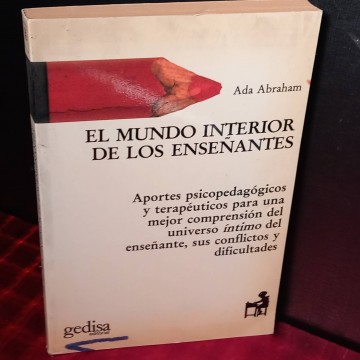 Ada Abraham
EL MUNDO INTERIOR
DE LOS ENSEÑANTES
Aportes psicopedagógicos
y terapéuticos para una
mejor comprensión del
universo íntimo del
enseñante, sus conflictos y
dificultades
gedisa
editorial